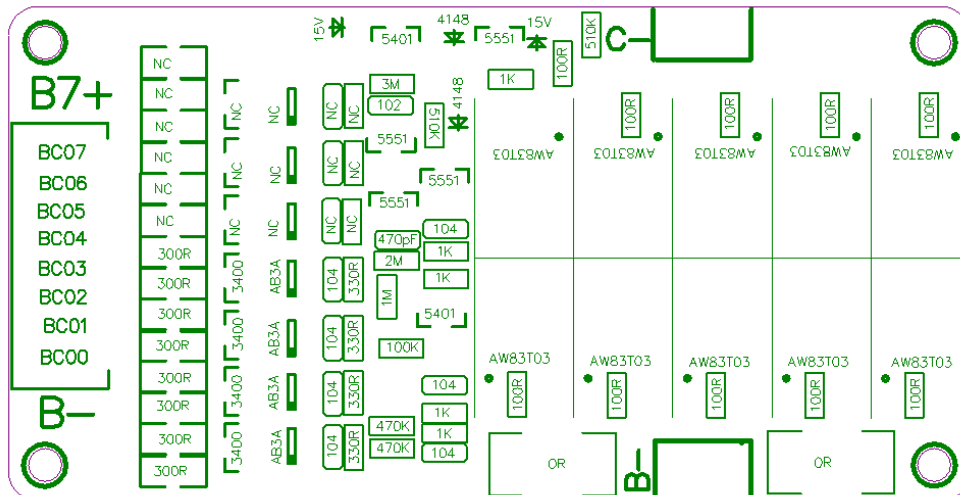 15V
5401
4148
5551
15V
510K
C-
B7+
NC
NC
NC
NC
NC
NC
300R
300R
300R
300R
300R
300R
300R
300R
BC07
BC06
BC05
BC04
BC03
BC02
BC01
BC00
B-
NC
NC
NC
3400
3400
3400
3400
NC
NC
NC
AB3A
AB3A
AB3A
AB3A
NC
NC
NC
NC
NC
NC
104
330R
104
330R
104
330R
104
330R
3M
102
510K
4148
1K
100R
5551
5551
5551
104
470pF
1K
2M
1K
1M
5401
100K
104
1K
470K
1K
470K
104
100R
100R
100R
100R
AW83T03
AW83T03
AW83T03
AW83T03
AW83T03
AW83T03
AW83T03
AW83T03
AW83T03
AW83T03
100R
100R
100R
100R
100R
0R
B-
0R